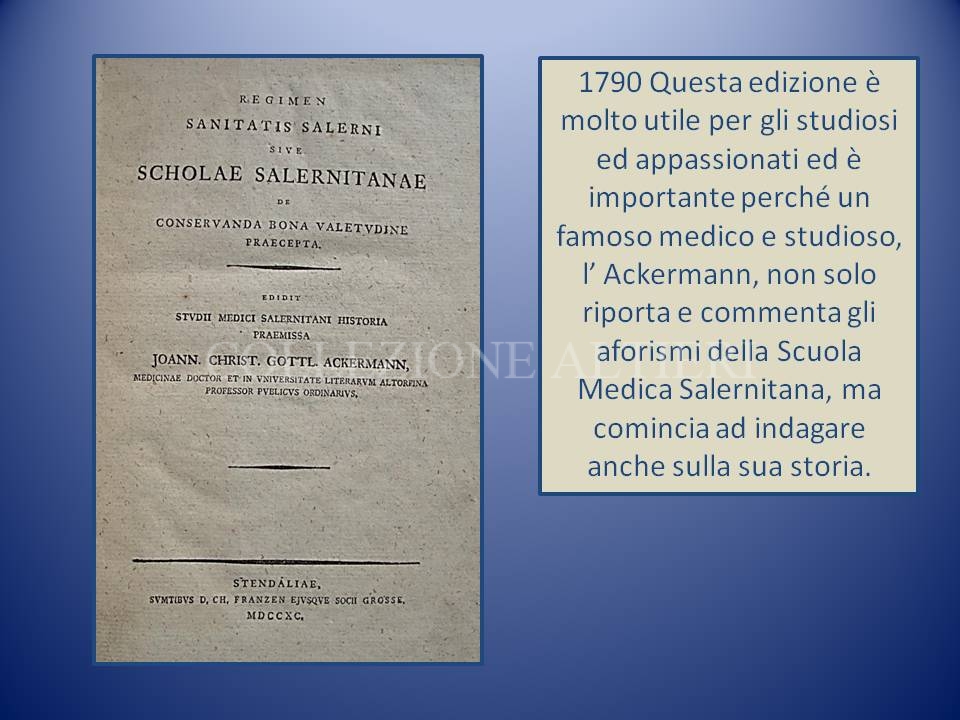 REGIMEN
SANITATIS SALERNI
SIVE
SCHOLAE SALERNITANAE
DE
CONSERVANDA BONA VALETVDINE
PRAECEPTA.
EDIDIT
STVDII MEDICI SALERNITANI HISTORIA
PRAEMISSA
JOANN. CHRIST. GOTTL. ACKERMANN,
MEDICINAE DOCTOR ET IN VNIVERSITATE LITERARVM ALTORFINA
PROFESSOR PVBLICVS ORDINARIVS.
STENDALIAE,
SVMTIBVS D. CH. FRANZEN EJVSQVE SOCII GROSSE.
MDCCXC.
1790 Questa edizione è
molto utile per gli studiosi
ed appassionati ed è
importante perché un
famoso medico e studioso,
l’ Ackermann, non solo
riporta e commenta gli
aforismi della Scuola
Medica Salernitana, ma
comincia ad indagare
anche sulla sua storia.
COLLEZIONE ALTIERI